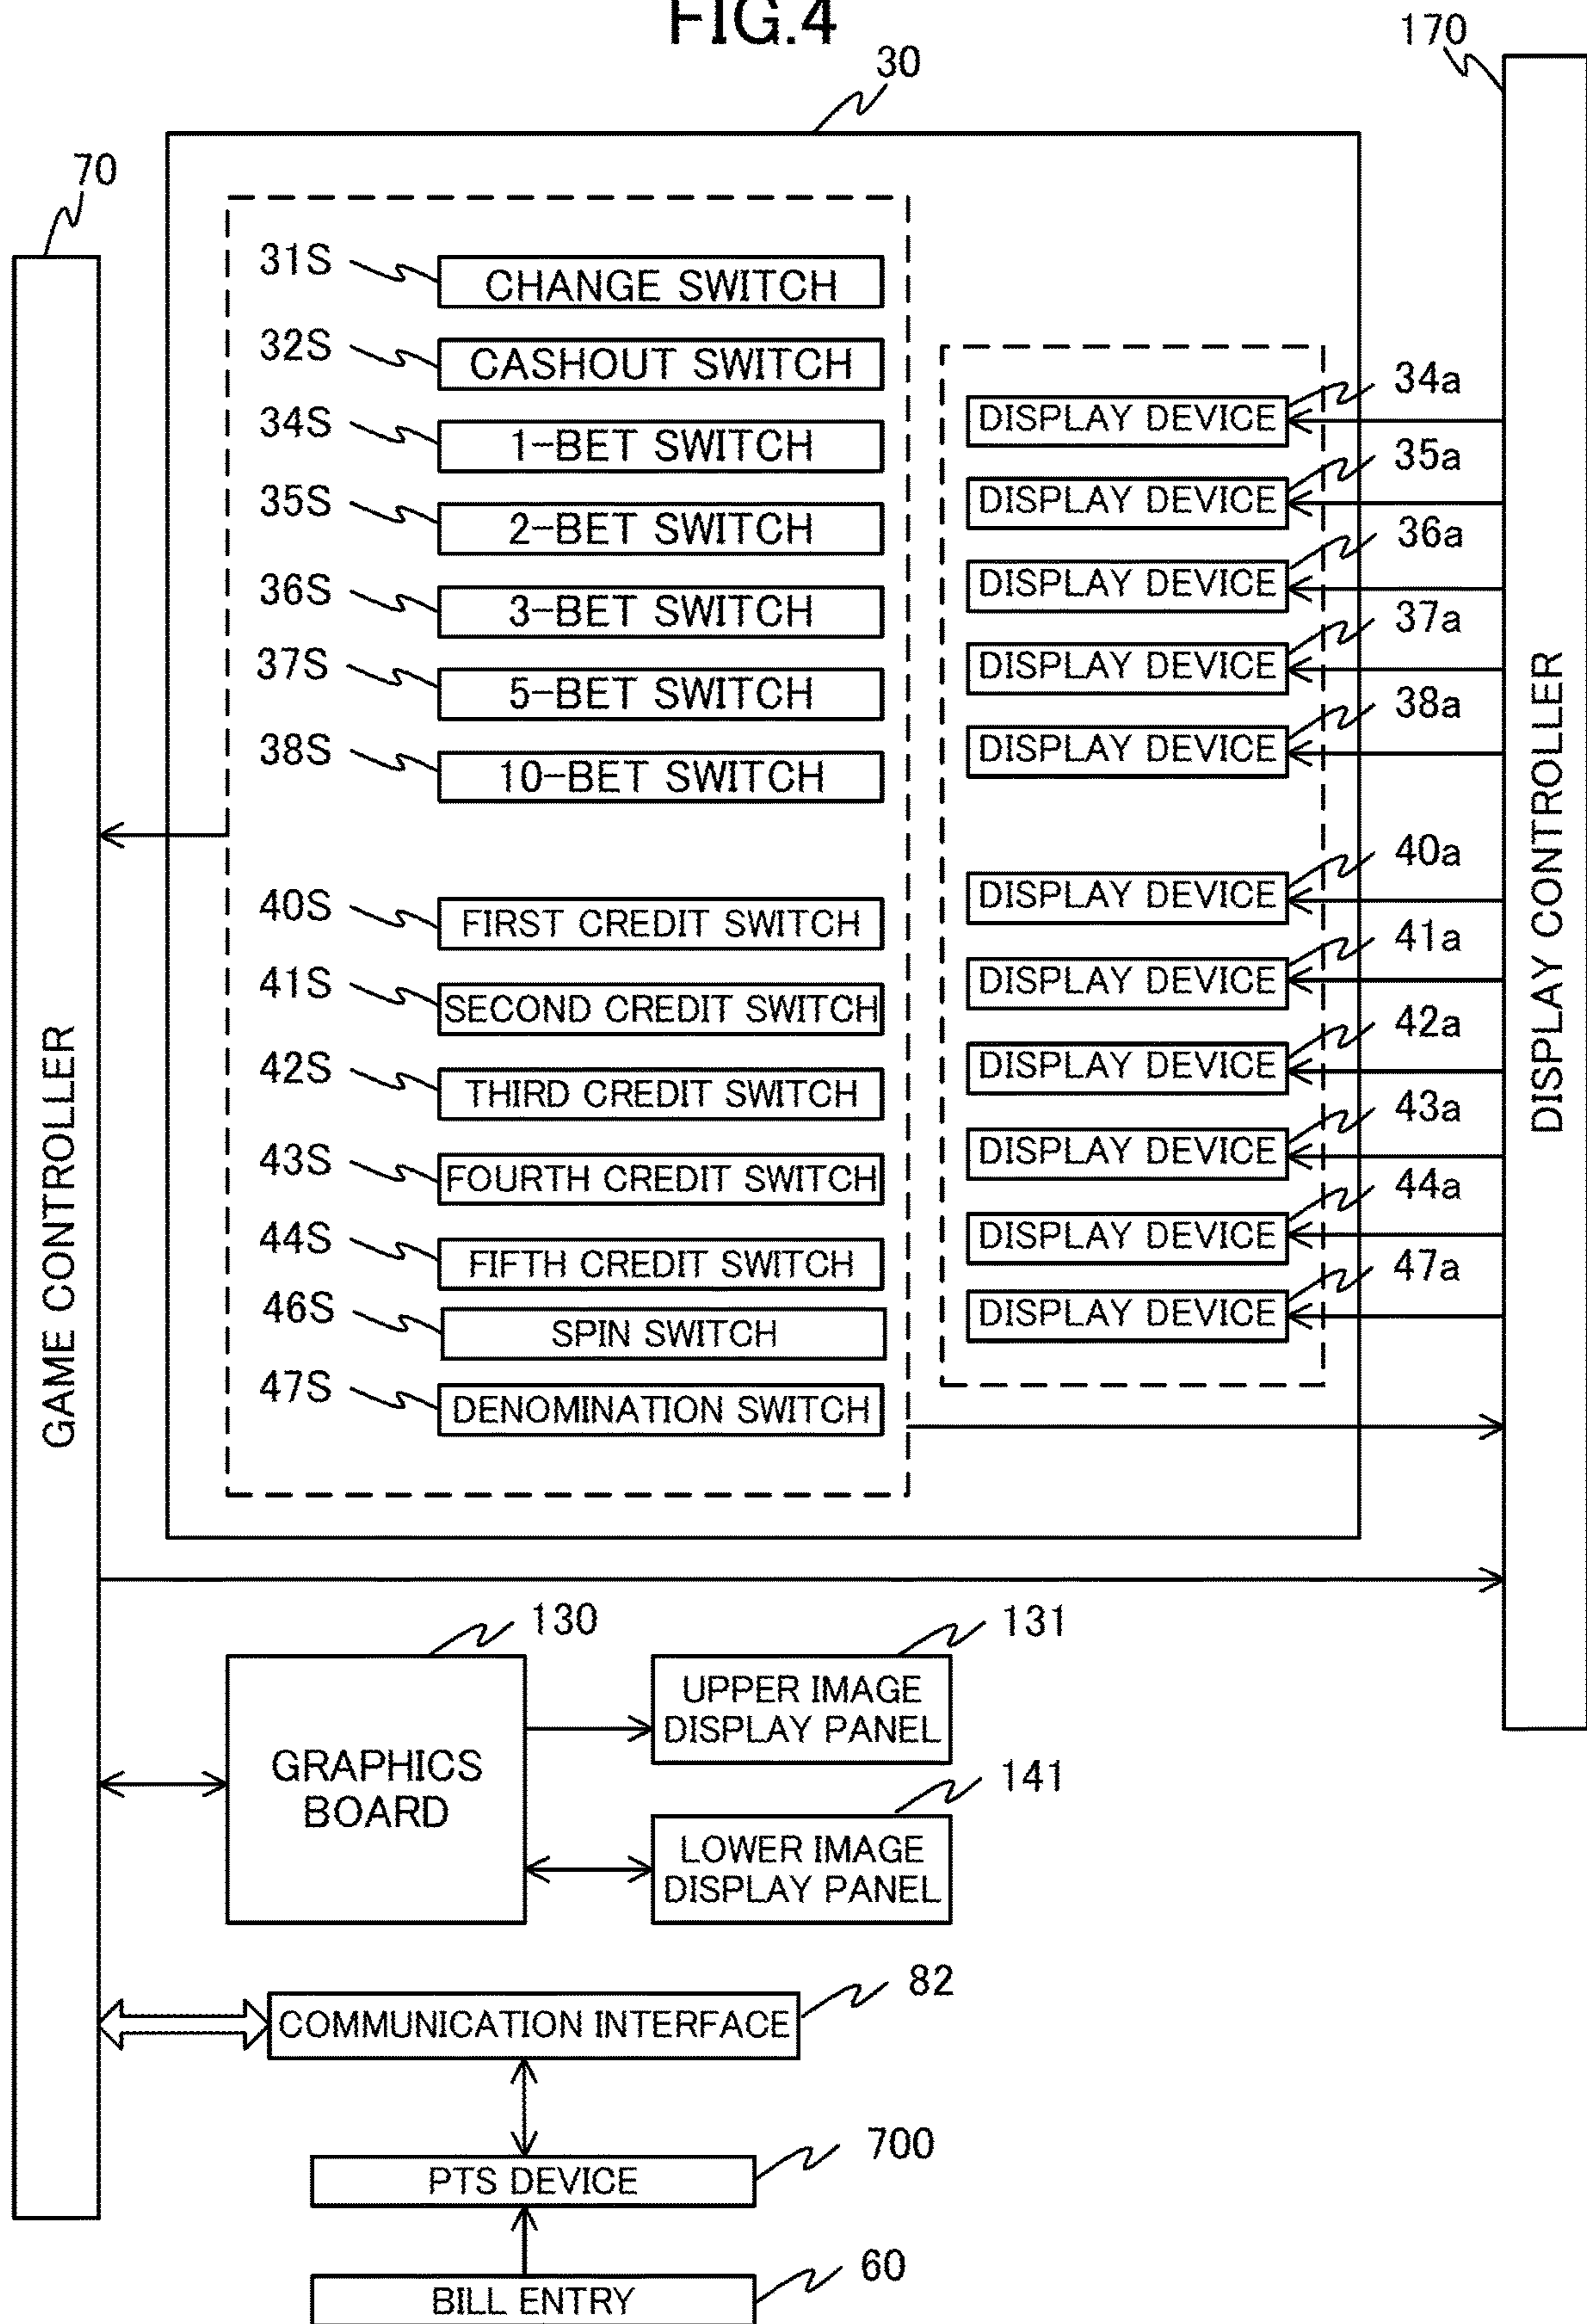 FIG.4
30
170
70
31S
CHANGE SWITCH
32S
CASHOUT SWITCH
34S
1-BET SWITCH
DISPLAY DEVICE
34a
35S
2-BET SWITCH
DISPLAY DEVICE
35a
36S
3-BET SWITCH
DISPLAY DEVICE
36a
37S
5-BET SWITCH
DISPLAY DEVICE
37a
38S
10-BET SWITCH
DISPLAY DEVICE
38a
40S
FIRST CREDIT SWITCH
DISPLAY DEVICE
40a
41S
SECOND CREDIT SWITCH
DISPLAY DEVICE
41a
42S
THIRD CREDIT SWITCH
DISPLAY DEVICE
42a
43S
FOURTH CREDIT SWITCH
DISPLAY DEVICE
43a
44S
FIFTH CREDIT SWITCH
DISPLAY DEVICE
44a
46S
SPIN SWITCH
47S
DENOMINATION SWITCH
DISPLAY DEVICE
47a
GAME CONTROLLER
DISPLAY CONTROLLER
130
GRAPHICS
BOARD
131
UPPER IMAGE
DISPLAY PANEL
141
LOWER IMAGE
DISPLAY PANEL
82
COMMUNICATION INTERFACE
700
PTS DEVICE
60
BILL ENTRY